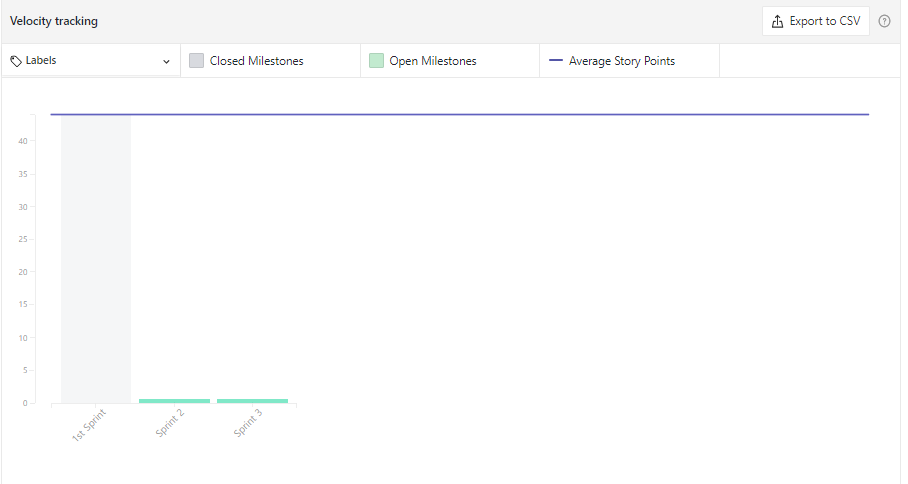 Velocity tracking
Export to CSV
?
Labels
Closed Milestones
Open Milestones
Average Story Points
40
35
30
25
20
15
10
5
0
1st Sprint
Sprint 2
Sprint 3